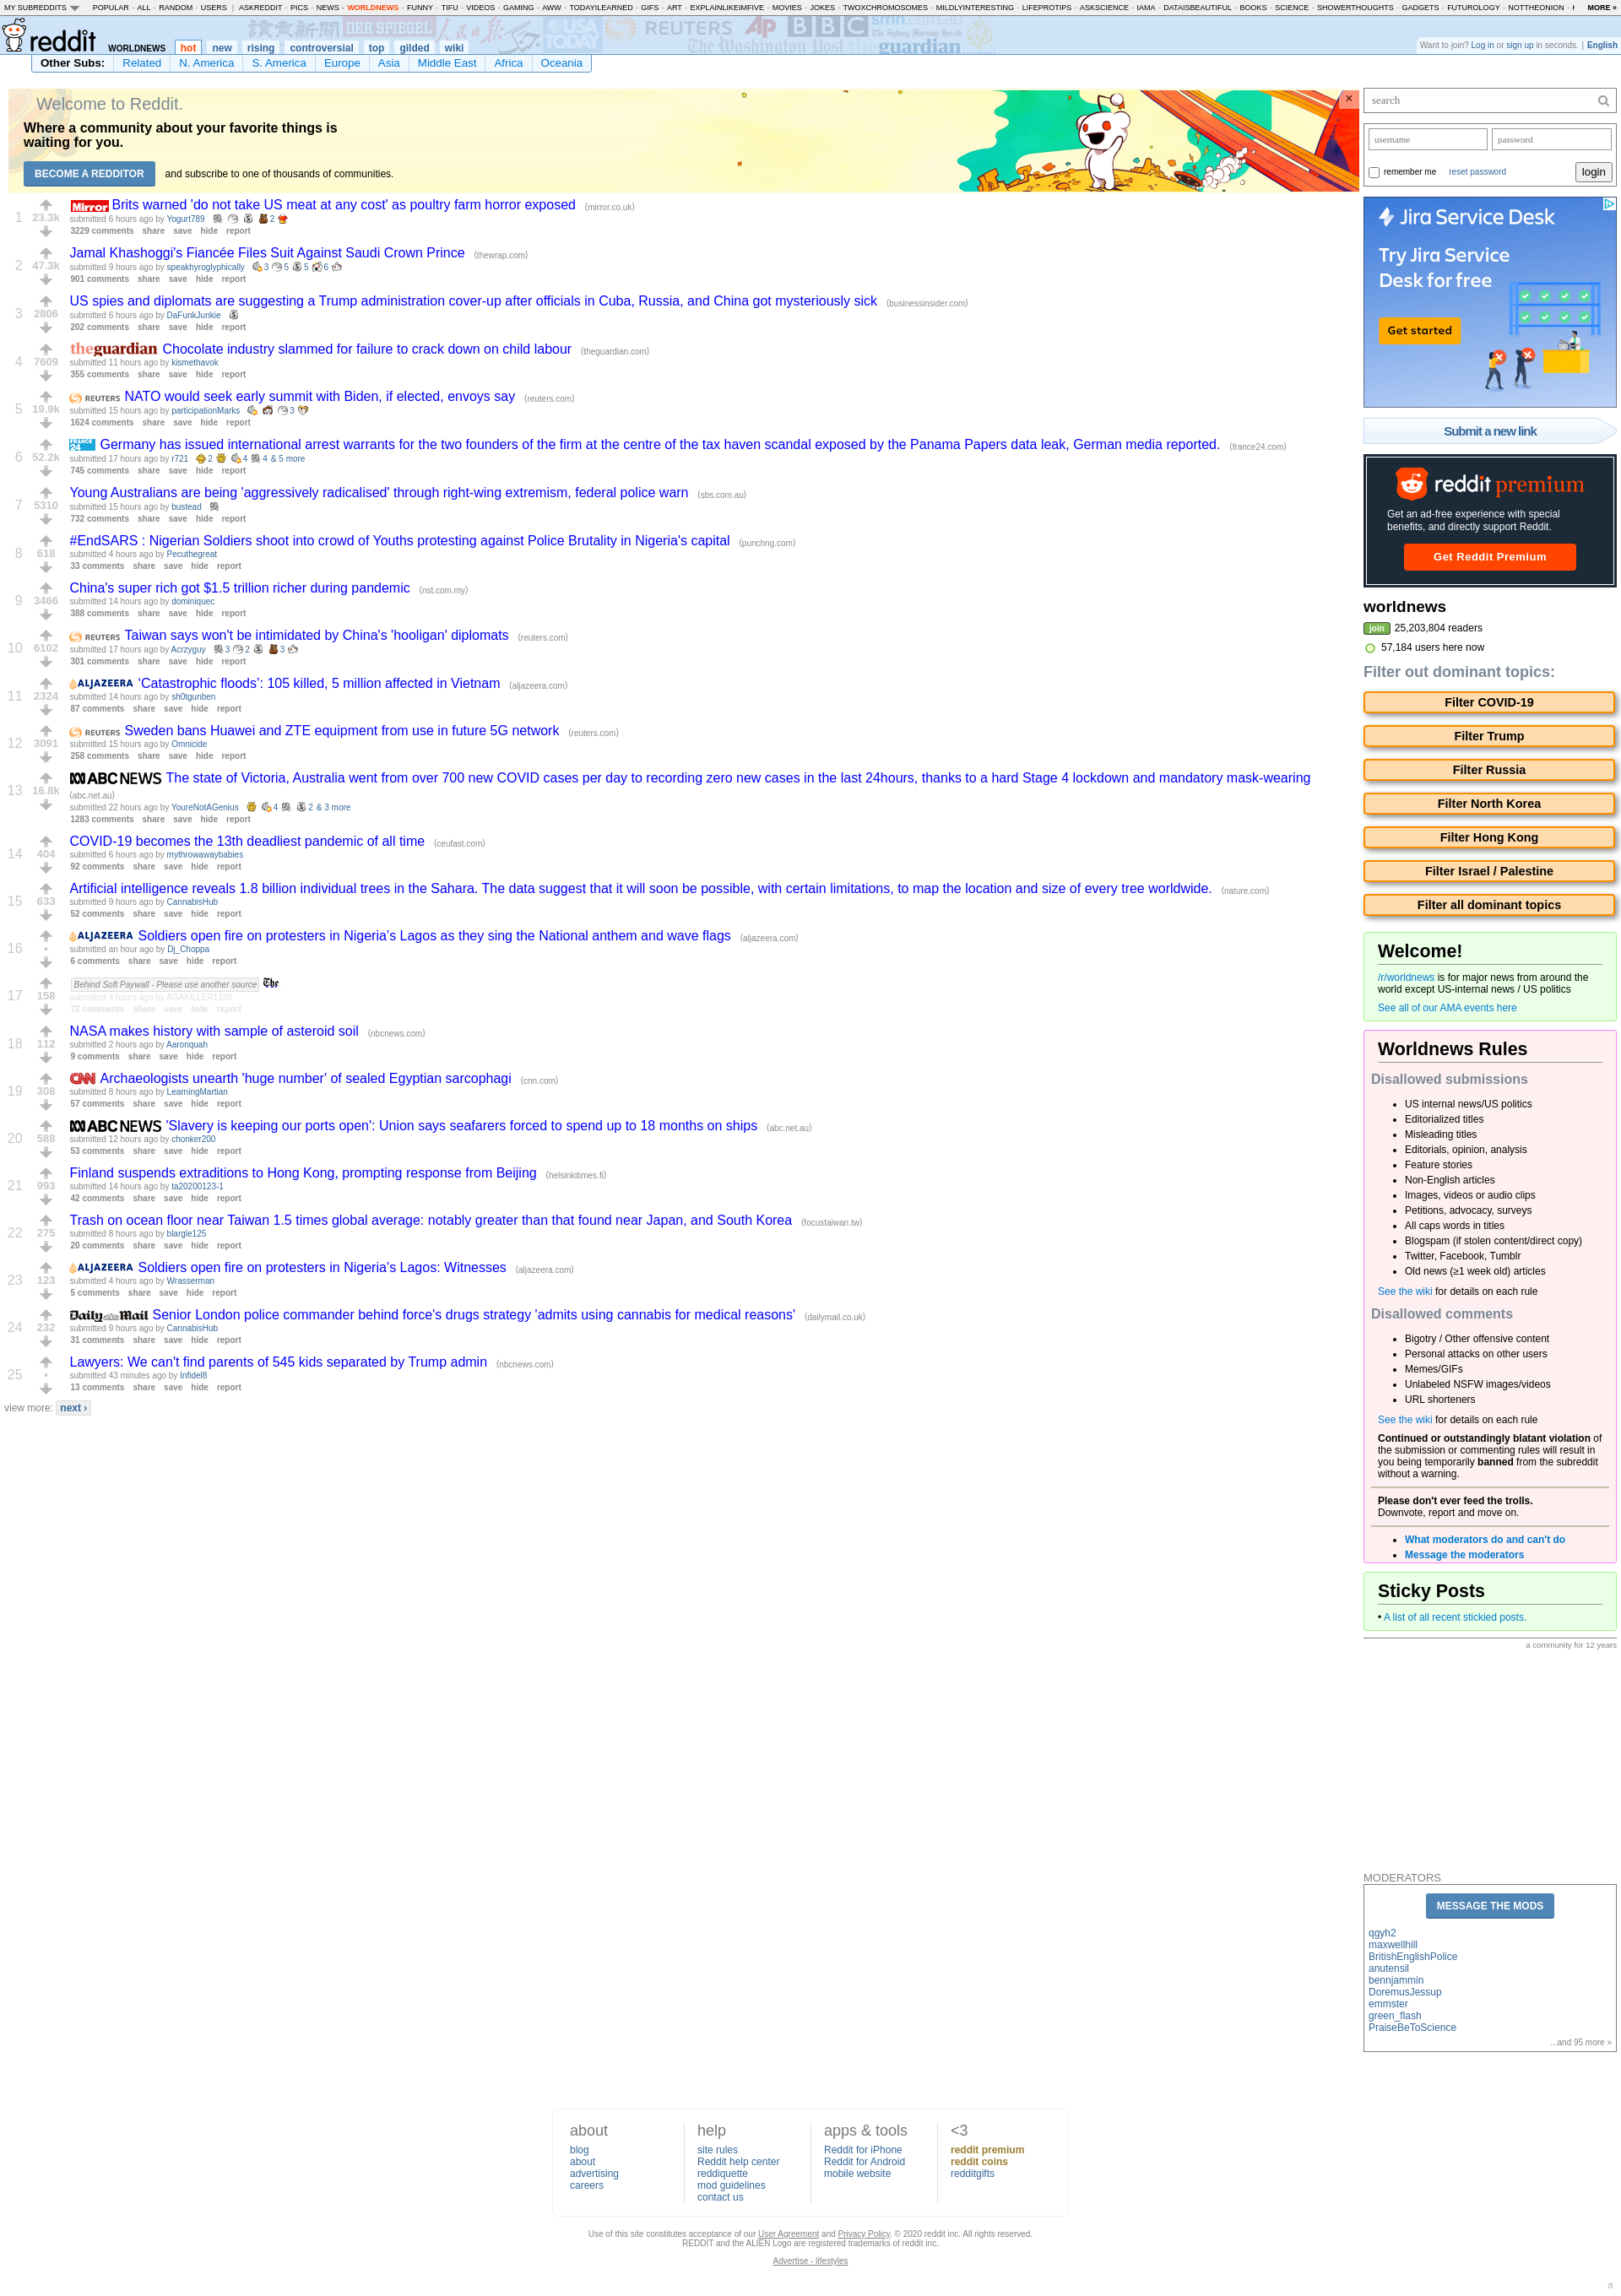 MY SUBREDDITS POPULAR - ALL - RANDOM - USERS | ASKREDDIT - PICS - NEWS - WORLDNEWS - FUNNY - TIFU - VIDEOS - GAMING - AWW - TODAYILEARNED - GIFS - ART - EXPLAINLIKEIMFIVE - MOVIES - JOKES - TWOXCHROMOSOMES - MILDLYINTERESTING - LIFEPROTIPS - ASKSCIENCE - IAMA - DATAISBEAUTIFUL - BOOKS - SCIENCE - SHOWERTHOUGHTS - GADGETS - FUTUROLOGY - NOTTHEONION - MORE »
reddit WORLDNEWS hot new rising controversial top gilded wiki
Want to join? Log in or sign up in seconds. | English
Other Subs: Related N. America S. America Europe Asia Middle East Africa Oceania
Welcome to Reddit.
Where a community about your favorite things is
waiting for you.
BECOME A REDDITOR and subscribe to one of thousands of communities.
1 23.3k Mirror Brits warned 'do not take US meat at any cost' as poultry farm horror exposed (mirror.co.uk)
submitted 6 hours ago by Yogurt789 2
3229 comments share save hide report
2 47.3k Jamal Khashoggi's Fiancée Files Suit Against Saudi Crown Prince (thewrap.com)
submitted 9 hours ago by speakhyroglyphically 3 5 5 6
901 comments share save hide report
3 2806 US spies and diplomats are suggesting a Trump administration cover-up after officials in Cuba, Russia, and China got mysteriously sick (businessinsider.com)
submitted 6 hours ago by DaFunkJunkie
202 comments share save hide report
4 7609 theguardian Chocolate industry slammed for failure to crack down on child labour (theguardian.com)
submitted 11 hours ago by kismethavok
355 comments share save hide report
5 19.9k REUTERS NATO would seek early summit with Biden, if elected, envoys say (reuters.com)
submitted 15 hours ago by participationMarks 3
1624 comments share save hide report
6 52.2k FRANCE 24 Germany has issued international arrest warrants for the two founders of the firm at the centre of the tax haven scandal exposed by the Panama Papers data leak, German media reported. (france24.com)
submitted 17 hours ago by r721 2 4 4 & 5 more
745 comments share save hide report
7 5310 Young Australians are being 'aggressively radicalised' through right-wing extremism, federal police warn (sbs.com.au)
submitted 15 hours ago by bustead
732 comments share save hide report
8 618 #EndSARS : Nigerian Soldiers shoot into crowd of Youths protesting against Police Brutality in Nigeria's capital (punchng.com)
submitted 4 hours ago by Pecuthegreat
33 comments share save hide report
9 3466 China's super rich got $1.5 trillion richer during pandemic (nst.com.my)
submitted 14 hours ago by dominiquec
388 comments share save hide report
10 6102 REUTERS Taiwan says won't be intimidated by China's 'hooligan' diplomats (reuters.com)
submitted 17 hours ago by Acrzyguy 3 2 3
301 comments share save hide report
11 2324 ALJAZEERA ‘Catastrophic floods’: 105 killed, 5 million affected in Vietnam (aljazeera.com)
submitted 14 hours ago by sh0tgunben
87 comments share save hide report
12 3091 REUTERS Sweden bans Huawei and ZTE equipment from use in future 5G network (reuters.com)
submitted 15 hours ago by Omnicide
258 comments share save hide report
13 16.8k ABC NEWS The state of Victoria, Australia went from over 700 new COVID cases per day to recording zero new cases in the last 24hours, thanks to a hard Stage 4 lockdown and mandatory mask-wearing
(abc.net.au)
submitted 22 hours ago by YoureNotAGenius 4 2 & 3 more
1283 comments share save hide report
14 404 COVID-19 becomes the 13th deadliest pandemic of all time (ceufast.com)
submitted 6 hours ago by mythrowawaybabies
92 comments share save hide report
15 633 Artificial intelligence reveals 1.8 billion individual trees in the Sahara. The data suggest that it will soon be possible, with certain limitations, to map the location and size of every tree worldwide. (nature.com)
submitted 9 hours ago by CannabisHub
52 comments share save hide report
16 • ALJAZEERA Soldiers open fire on protesters in Nigeria’s Lagos as they sing the National anthem and wave flags (aljazeera.com)
submitted an hour ago by Dj_Choppa
6 comments share save hide report
17 158 Behind Soft Paywall - Please use another source The
submitted 4 hours ago by AGAKILLER1129
72 comments share save hide report
18 112 NASA makes history with sample of asteroid soil (nbcnews.com)
submitted 2 hours ago by Aaronquah
9 comments share save hide report
19 308 CNN Archaeologists unearth 'huge number' of sealed Egyptian sarcophagi (cnn.com)
submitted 8 hours ago by LearningMartian
57 comments share save hide report
20 588 ABC NEWS 'Slavery is keeping our ports open': Union says seafarers forced to spend up to 18 months on ships (abc.net.au)
submitted 12 hours ago by chonker200
53 comments share save hide report
21 993 Finland suspends extraditions to Hong Kong, prompting response from Beijing (helsinkitimes.fi)
submitted 14 hours ago by ta20200123-1
42 comments share save hide report
22 275 Trash on ocean floor near Taiwan 1.5 times global average: notably greater than that found near Japan, and South Korea (focustaiwan.tw)
submitted 8 hours ago by blargle125
20 comments share save hide report
23 123 ALJAZEERA Soldiers open fire on protesters in Nigeria’s Lagos: Witnesses (aljazeera.com)
submitted 4 hours ago by Wrasserman
5 comments share save hide report
24 232 Daily Mail Senior London police commander behind force's drugs strategy 'admits using cannabis for medical reasons' (dailymail.co.uk)
submitted 9 hours ago by CannabisHub
31 comments share save hide report
25 • Lawyers: We can't find parents of 545 kids separated by Trump admin (nbcnews.com)
submitted 43 minutes ago by Infidel8
13 comments share save hide report
view more: next ›
search
username password
remember me reset password login
Jira Service Desk
Try Jira Service
Desk for free
Get started
Submit a new link
reddit premium
Get an ad-free experience with special
benefits, and directly support Reddit.
Get Reddit Premium
worldnews
join 25,203,804 readers
57,184 users here now
Filter out dominant topics:
Filter COVID-19
Filter Trump
Filter Russia
Filter North Korea
Filter Hong Kong
Filter Israel / Palestine
Filter all dominant topics
Welcome!
/r/worldnews is for major news from around the
world except US-internal news / US politics
See all of our AMA events here
Worldnews Rules
Disallowed submissions
• US internal news/US politics
• Editorialized titles
• Misleading titles
• Editorials, opinion, analysis
• Feature stories
• Non-English articles
• Images, videos or audio clips
• Petitions, advocacy, surveys
• All caps words in titles
• Blogspam (if stolen content/direct copy)
• Twitter, Facebook, Tumblr
• Old news (≥1 week old) articles
See the wiki for details on each rule
Disallowed comments
• Bigotry / Other offensive content
• Personal attacks on other users
• Memes/GIFs
• Unlabeled NSFW images/videos
• URL shorteners
See the wiki for details on each rule
Continued or outstandingly blatant violation of
the submission or commenting rules will result in
you being temporarily banned from the subreddit
without a warning.
Please don't ever feed the trolls.
Downvote, report and move on.
• What moderators do and can't do
• Message the moderators
Sticky Posts
• A list of all recent stickied posts.
a community for 12 years
MODERATORS
MESSAGE THE MODS
qgyh2
maxwellhill
BritishEnglishPolice
anutensil
bennjammin
DoremusJessup
emmster
green_flash
PraiseBeToScience
...and 95 more »
about
blog
about
advertising
careers
help
site rules
Reddit help center
reddiquette
mod guidelines
contact us
apps & tools
Reddit for iPhone
Reddit for Android
mobile website
<3
reddit premium
reddit coins
redditgifts
Use of this site constitutes acceptance of our User Agreement and Privacy Policy. © 2020 reddit inc. All rights reserved.
REDDIT and the ALIEN Logo are registered trademarks of reddit inc.
Advertise - lifestyles
π